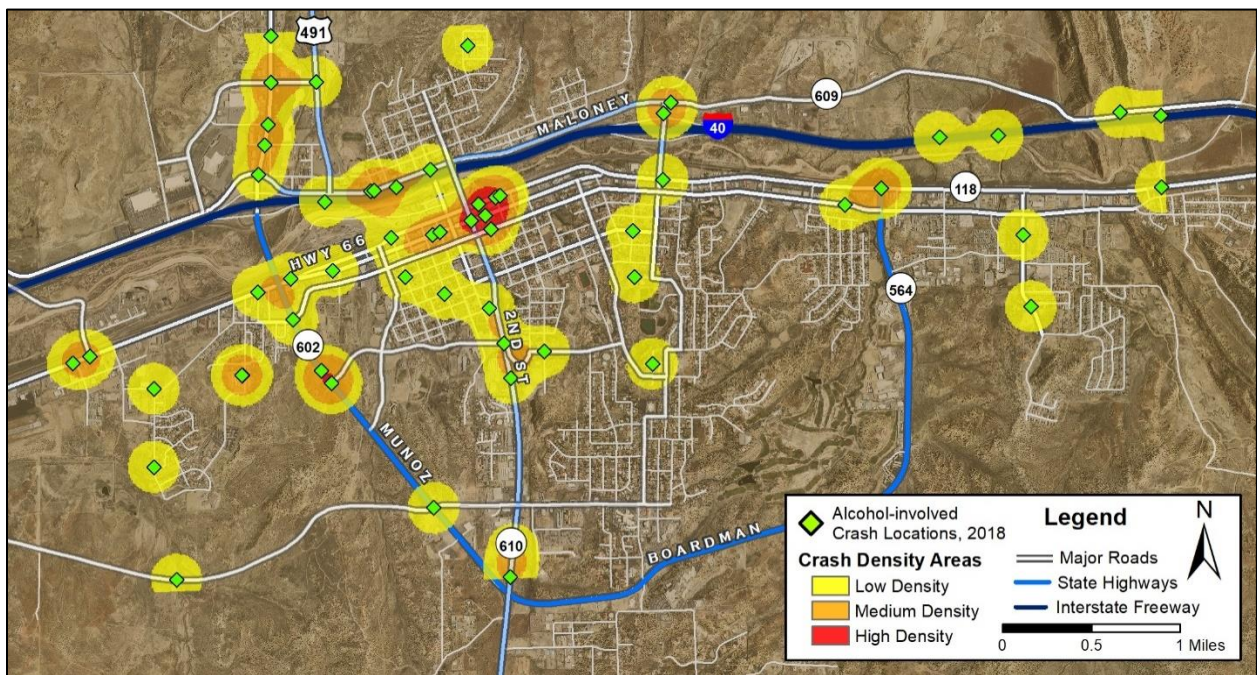 491
MALONEY
609
40
118
HWY 66
564
602
2ND ST
MUNOZ
610
BOARDMAN
Alcohol-involved
Crash Locations, 2018
Crash Density Areas
Low Density
Medium Density
High Density
Legend
Major Roads
State Highways
Interstate Freeway
0 0.5 1 Miles
N